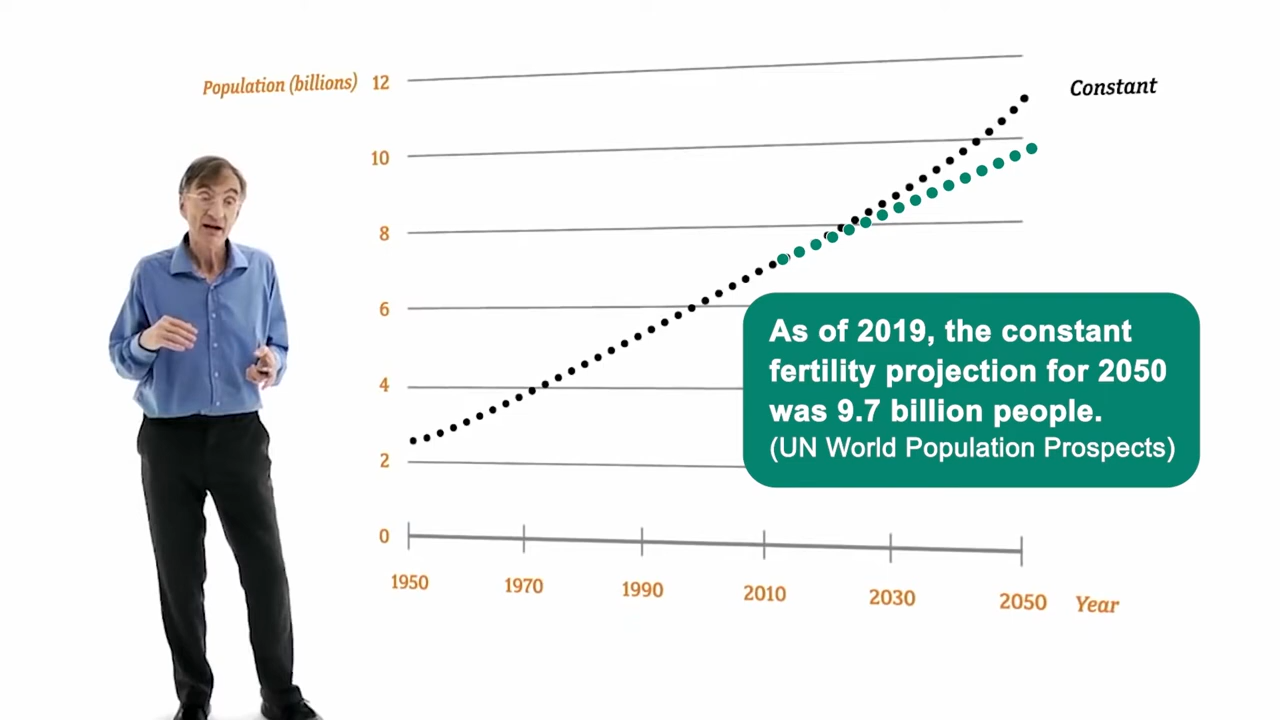 Population (billions)
12
Constant
10
8
6
4
2
0
As of 2019, the constant
fertility projection for 2050
was 9.7 billion people.
(UN World Population Prospects)
1950
1970
1990
2010
2030
2050
Year